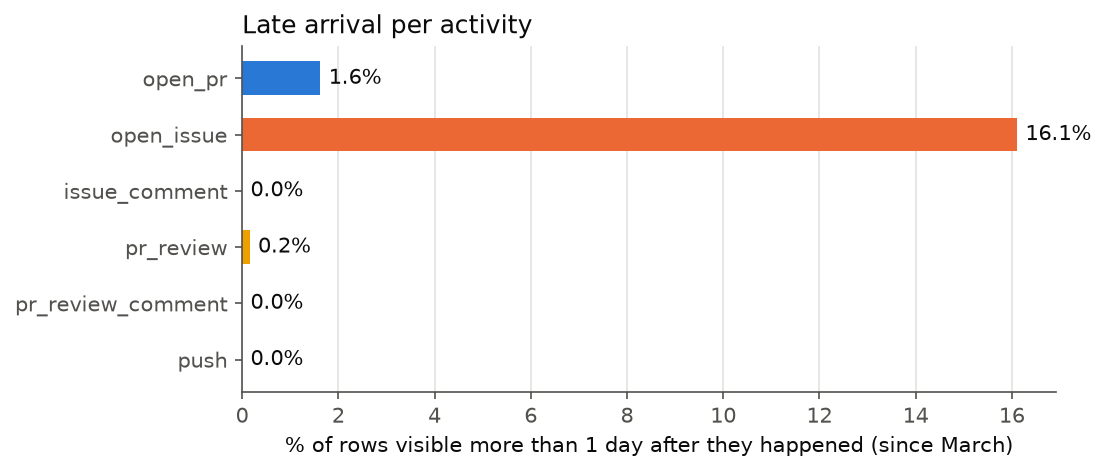 Late arrival per activity
open_pr
1.6%
open_issue
16.1%
issue_comment
0.0%
pr_review
0.2%
pr_review_comment
0.0%
push
0.0%
0 2 4 6 8 10 12 14 16
% of rows visible more than 1 day after they happened (since March)